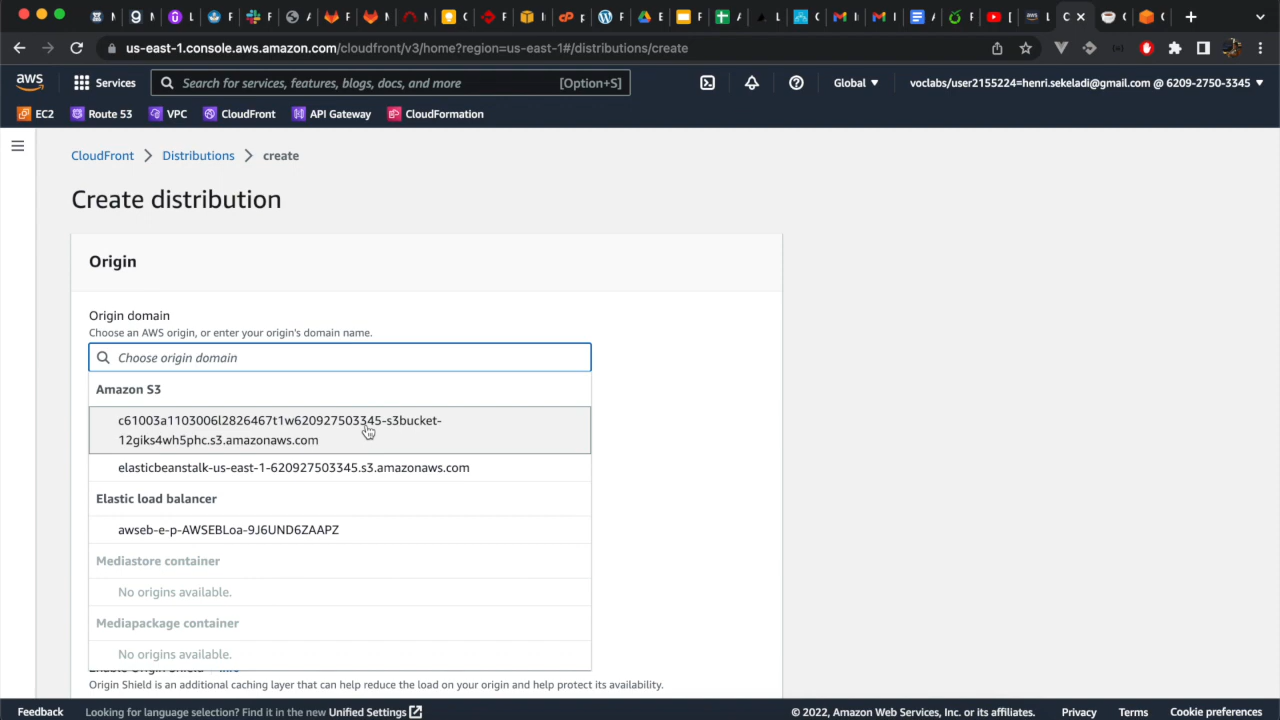 us-east-1.console.aws.amazon.com/cloudfront/v3/home?region=us-east-1#/distributions/create
aws
Services
Search for services, features, blogs, docs, and more
[Option+S]
Global
voclabs/user2155224=henri.sekeladi@gmail.com @ 6209-2750-3345
EC2
Route 53
VPC
CloudFront
API Gateway
CloudFormation
CloudFront > Distributions > create
Create distribution
Origin
Origin domain
Choose an AWS origin, or enter your origin's domain name.
Choose origin domain
Amazon S3
c61003a1103006l2826467t1w620927503345-s3bucket-
12giks4wh5phc.s3.amazonaws.com
elasticbeanstalk-us-east-1-620927503345.s3.amazonaws.com
Elastic load balancer
awseb-e-p-AWSEBLoa-9J6UND6ZAAPZ
Mediastore container
No origins available.
Mediapackage container
No origins available.
Origin Shield is an additional caching layer that can help reduce the load on your origin and help protect its availability.
Feedback
Looking for language selection? Find it in the new Unified Settings
© 2022, Amazon Web Services, Inc. or its affiliates.
Privacy
Terms
Cookie preferences